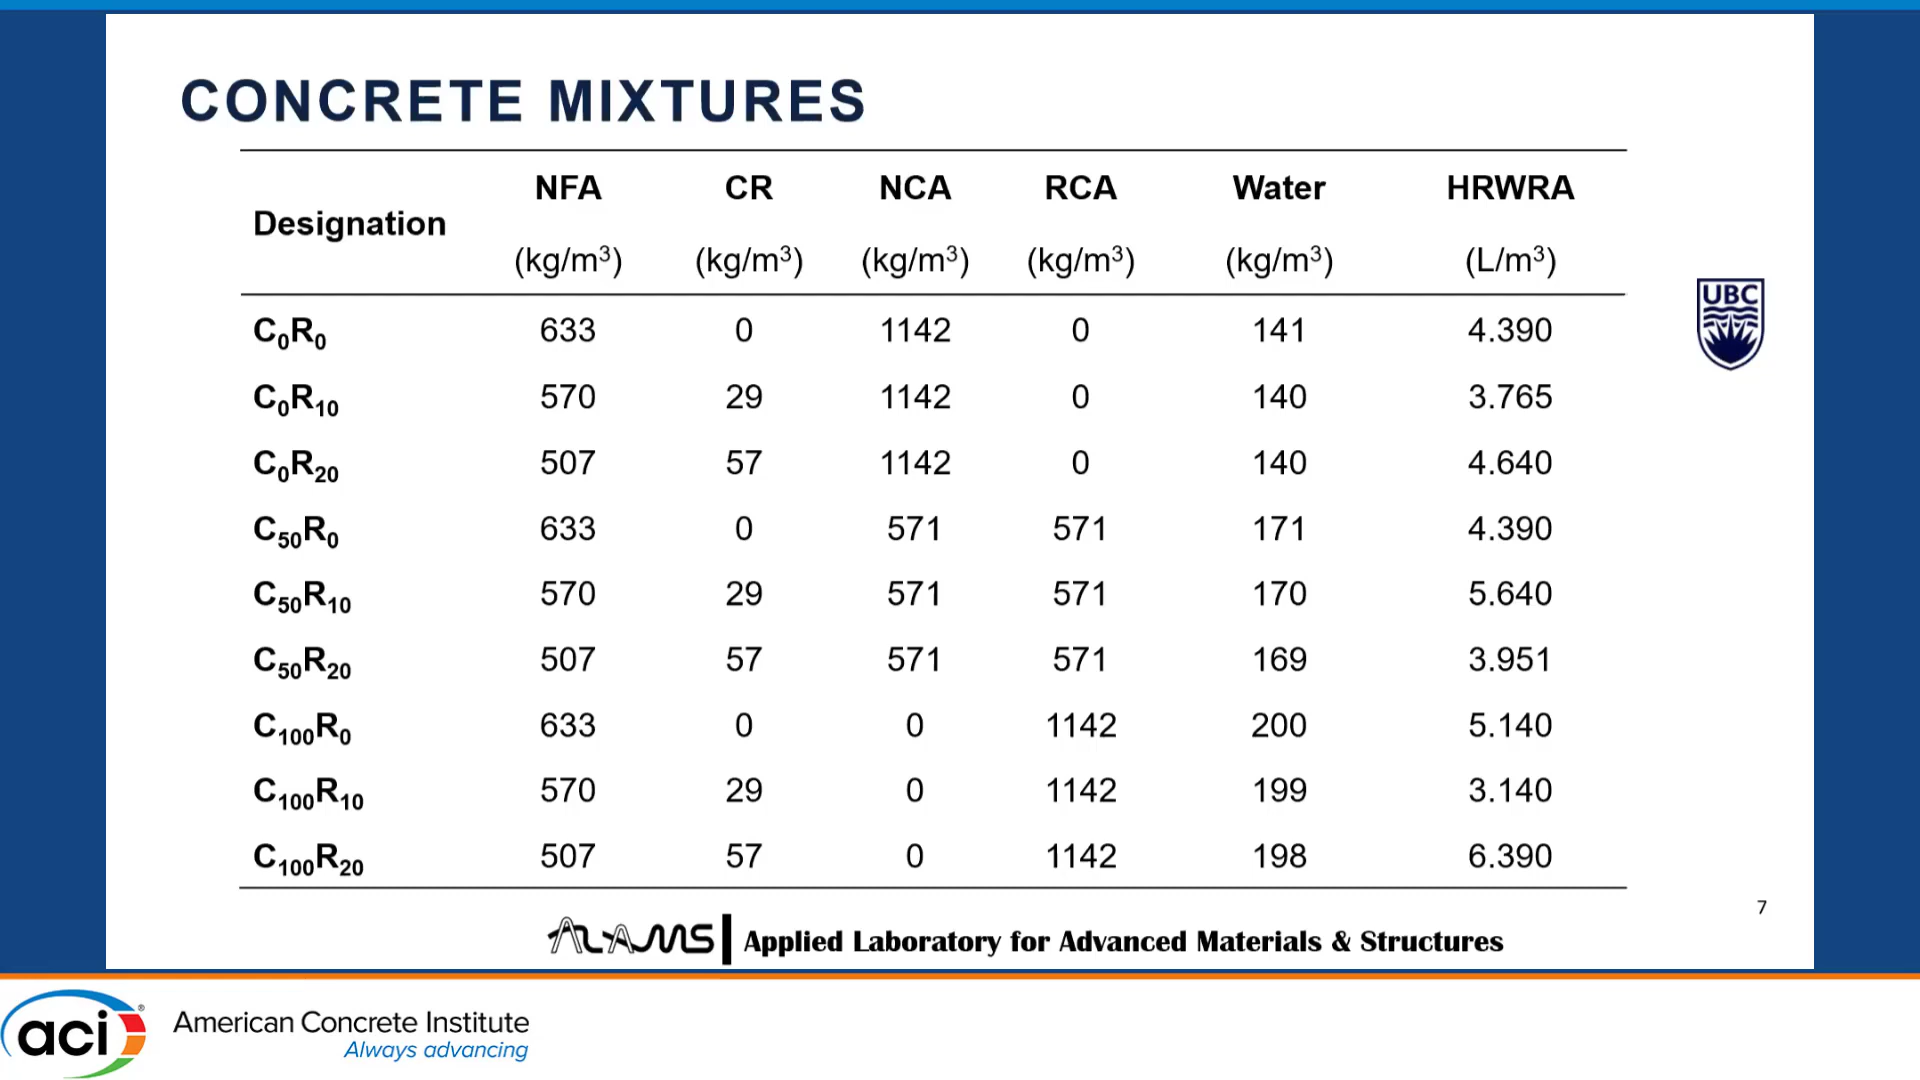 CONCRETE MIXTURES
Designation NFA CR NCA RCA Water HRWRA
(kg/m³) (kg/m³) (kg/m³) (kg/m³) (kg/m³) (L/m³)
C₀R₀ 633 0 1142 0 141 4.390
C₀R₁₀ 570 29 1142 0 140 3.765
C₀R₂₀ 507 57 1142 0 140 4.640
C₅₀R₀ 633 0 571 571 171 4.390
C₅₀R₁₀ 570 29 571 571 170 5.640
C₅₀R₂₀ 507 57 571 571 169 3.951
C₁₀₀R₀ 633 0 0 1142 200 5.140
C₁₀₀R₁₀ 570 29 0 1142 199 3.140
C₁₀₀R₂₀ 507 57 0 1142 198 6.390
UBC
7
ALAMS Applied Laboratory for Advanced Materials & Structures
aci® American Concrete Institute
Always advancing